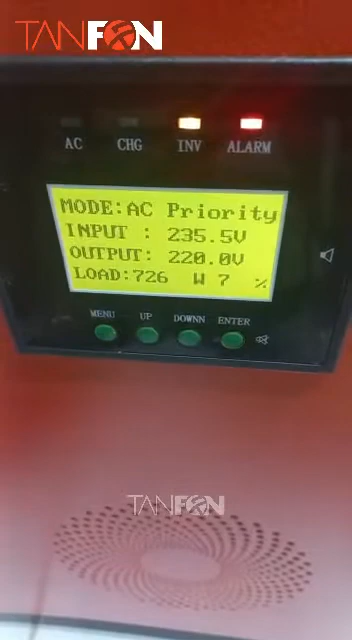 TANFON
AC CHG INV ALARM
MODE:AC Priority
INPUT : 235.5V
OUTPUT: 220.0V
LOAD:726 W 7 %
MENU UP DOWNN ENTER
TANFON